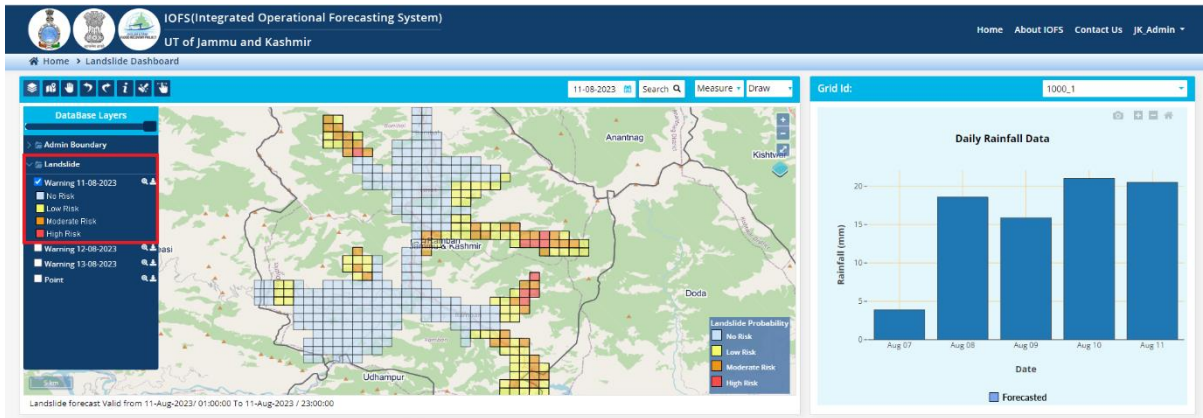 IOFS(Integrated Operational Forecasting System)
UT of Jammu and Kashmir
Home About IOFS Contact Us JK_Admin
Home > Landslide Dashboard
11-08-2023 Search Measure Draw
Grid Id: 1000_1
DataBase Layers
Admin Boundary
Landslide
Warning 11-08-2023
No Risk
Low Risk
Moderate Risk
High Risk
Warning 12-08-2023
Warning 13-08-2023
Point
5 km
Anantnag
Kishtwar
Ramban
Jammu & Kashmir
Doda
Udhampur
Landslide Probability
No Risk
Low Risk
Moderate Risk
High Risk
Landslide forecast Valid from 11-Aug-2023/ 01:00:00 To 11-Aug-2023 / 23:00:00
Daily Rainfall Data
Rainfall (mm)
20
15
10
5
0
Aug 07 Aug 08 Aug 09 Aug 10 Aug 11
Date
Forecasted